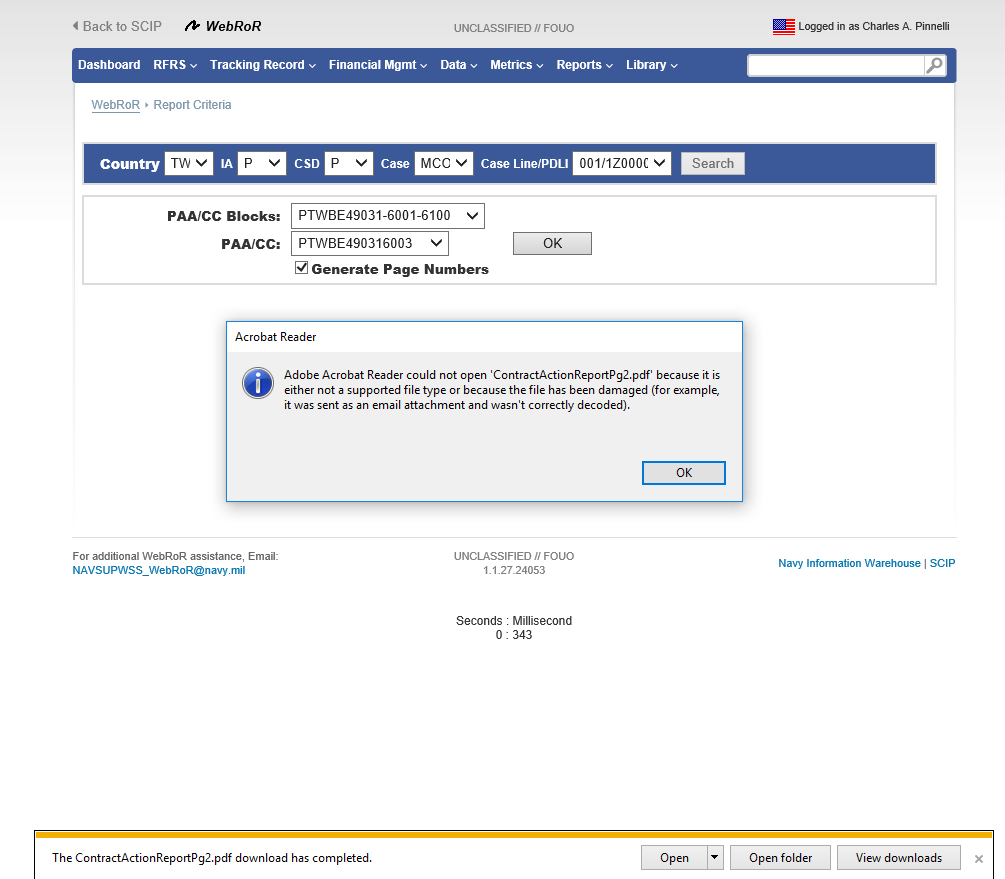 Back to SCIP WebRoR UNCLASSIFIED // FOUO Logged in as Charles A. Pinnelli
Dashboard RFRS Tracking Record Financial Mgmt Data Metrics Reports Library
WebRoR Report Criteria
Country TW IA P CSD P Case MCO Case Line/PDLI 001/1Z000 Search
PAA/CC Blocks: PTWBE49031-6001-6100
PAA/CC: PTWBE490316003 OK
Generate Page Numbers
Acrobat Reader
Adobe Acrobat Reader could not open 'ContractActionReportPg2.pdf' because it is
either not a supported file type or because the file has been damaged (for example,
it was sent as an email attachment and wasn't correctly decoded).
OK
For additional WebRoR assistance, Email:
NAVSUPWSS_WebRoR@navy.mil
UNCLASSIFIED // FOUO
1.1.27.24053
Navy Information Warehouse | SCIP
Seconds : Millisecond
0 : 343
The ContractActionReportPg2.pdf download has completed. Open Open folder View downloads